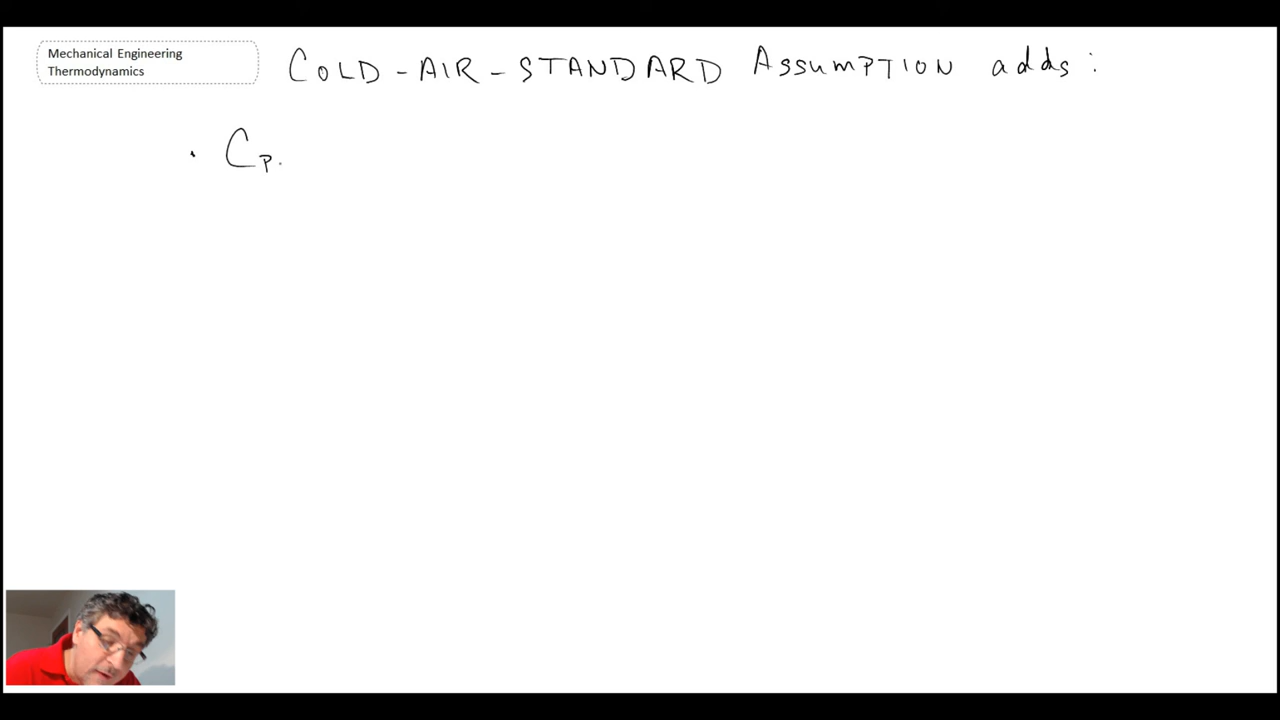 Mechanical Engineering
Thermodynamics
COLD-AIR-STANDARD Assumption adds:
· Cp.